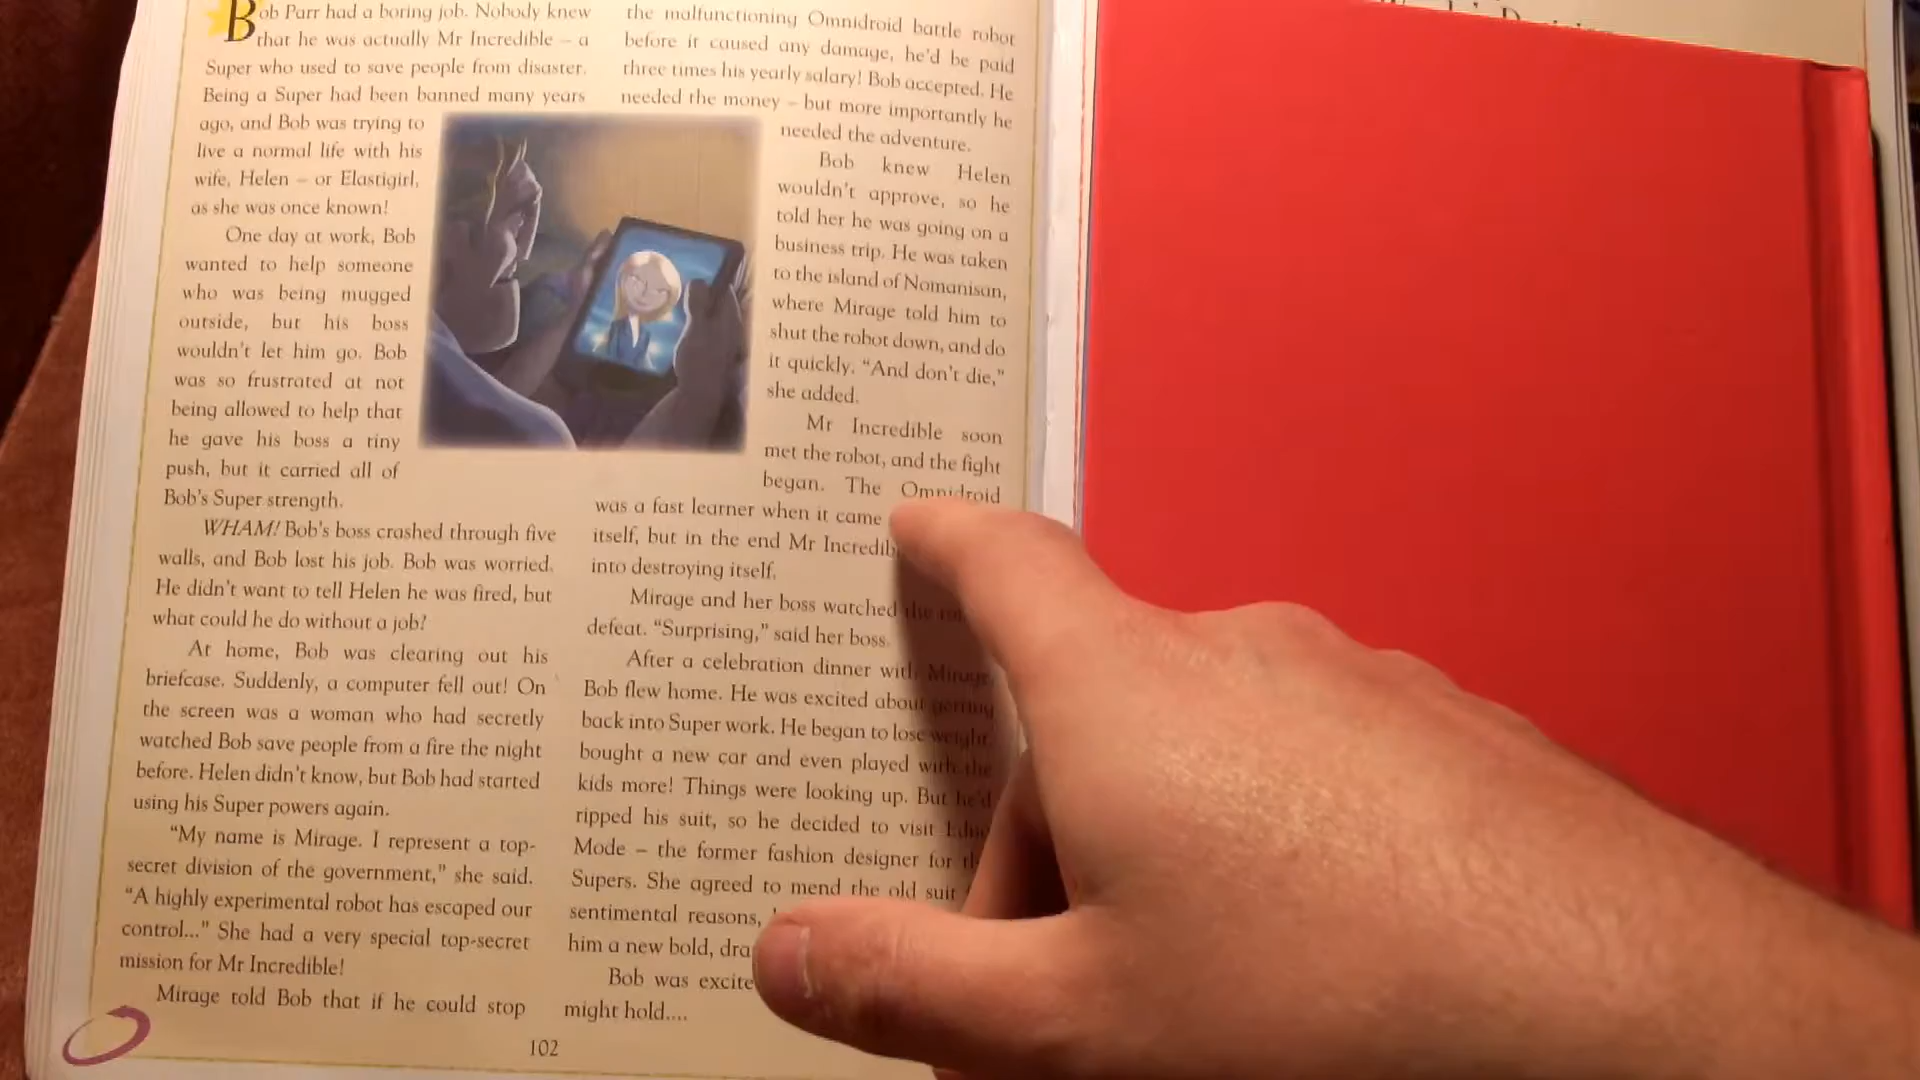 Bob Parr had a boring job. Nobody knew
that he was actually Mr Incredible – a
Super who used to save people from disaster.
Being a Super had been banned many years
ago, and Bob was trying to
live a normal life with his
wife, Helen – or Elastigirl,
as she was once known!
One day at work, Bob
wanted to help someone
who was being mugged
outside, but his boss
wouldn't let him go. Bob
was so frustrated at not
being allowed to help that
he gave his boss a tiny
push, but it carried all of
Bob's Super strength.
WHAM! Bob's boss crashed through five
walls, and Bob lost his job. Bob was worried.
He didn't want to tell Helen he was fired, but
what could he do without a job?
At home, Bob was clearing out his
briefcase. Suddenly, a computer fell out! On
the screen was a woman who had secretly
watched Bob save people from a fire the night
before. Helen didn't know, but Bob had started
using his Super powers again.
"My name is Mirage. I represent a top-
secret division of the government," she said.
"A highly experimental robot has escaped our
control..." She had a very special top-secret
mission for Mr Incredible!
Mirage told Bob that if he could stop
the malfunctioning Omnidroid battle robot
before it caused any damage, he'd be paid
three times his yearly salary! Bob accepted. He
needed the money – but more importantly he
needed the adventure.
Bob knew Helen
wouldn't approve, so he
told her he was going on a
business trip. He was taken
to the island of Nomanisan,
where Mirage told him to
shut the robot down, and do
it quickly. "And don't die,"
she added.
Mr Incredible soon
met the robot, and the fight
began. The Omnidroid
was a fast learner when it came
itself, but in the end Mr
into destroying itself.
Mirage and her boss watched the
defeat. "Surprising," said her boss.
After a celebration dinner with Mirage,
Bob flew home. He was excited about getting
back into Super work. He began to lose weight,
bought a new car and even played with the
kids more! Things were looking up. But he'd
ripped his suit, so he decided to visit Edna
Mode – the former fashion designer for
Supers. She agreed to mend the old suit
sentimental reasons,
him a new bold,
Bob was
might hold....
102